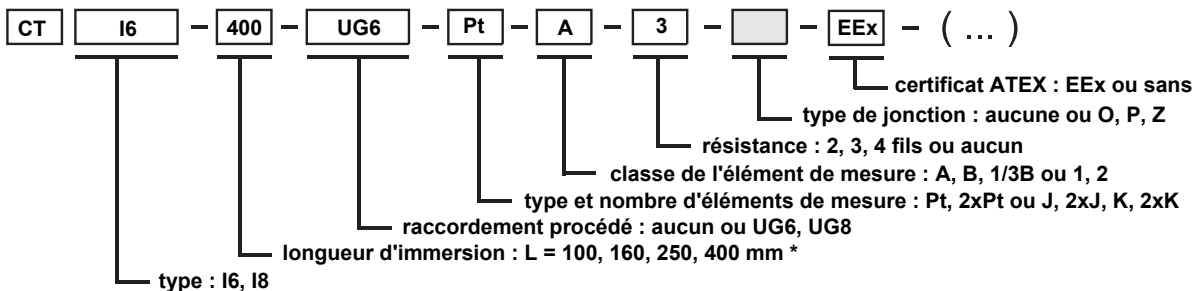 CT I6 – 400 – UG6 – Pt – A – 3 – – EEx – (...)
certificat ATEX : EEx ou sans
type de jonction : aucune ou O, P, Z
résistance : 2, 3, 4 fils ou aucun
classe de l'élément de mesure : A, B, 1/3B ou 1, 2
type et nombre d'éléments de mesure : Pt, 2xPt ou J, 2xJ, K, 2xK
raccordement procédé : aucun ou UG6, UG8
longueur d'immersion : L = 100, 160, 250, 400 mm *
type : I6, I8